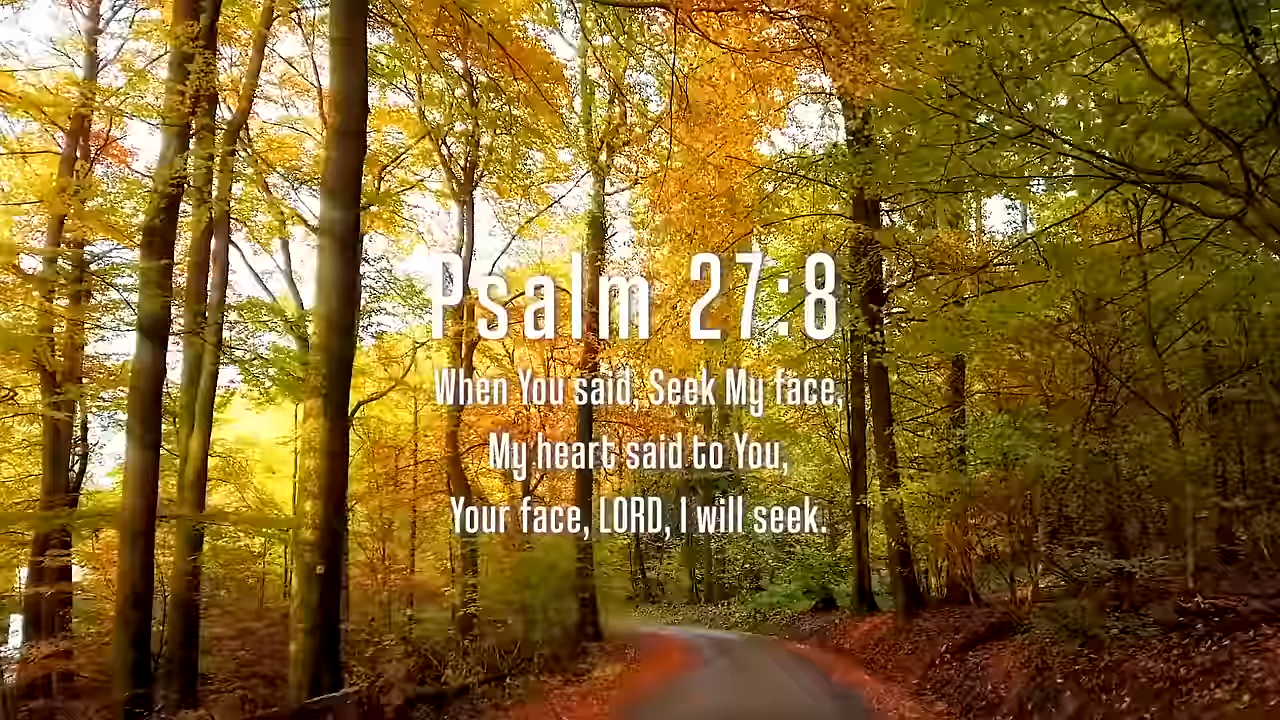 Psalm 27:8
When You said, Seek My face,
My heart said to You,
Your face, LORD, I will seek.